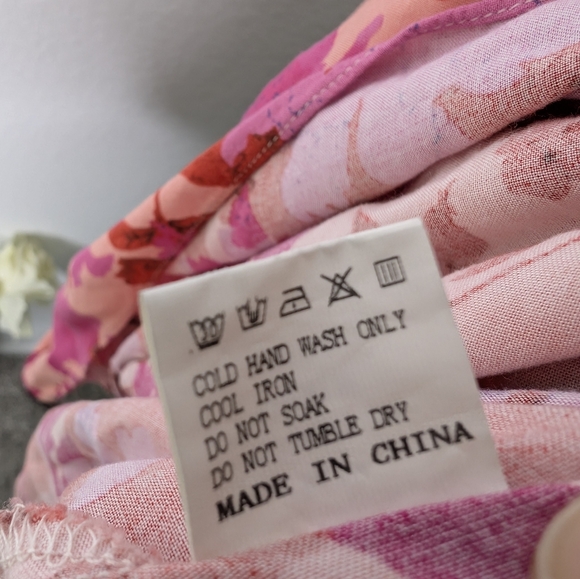 COLD HAND WASH ONLY
COOL IRON
DO NOT SOAK
DO NOT TUMBLE DRY
MADE IN CHINA